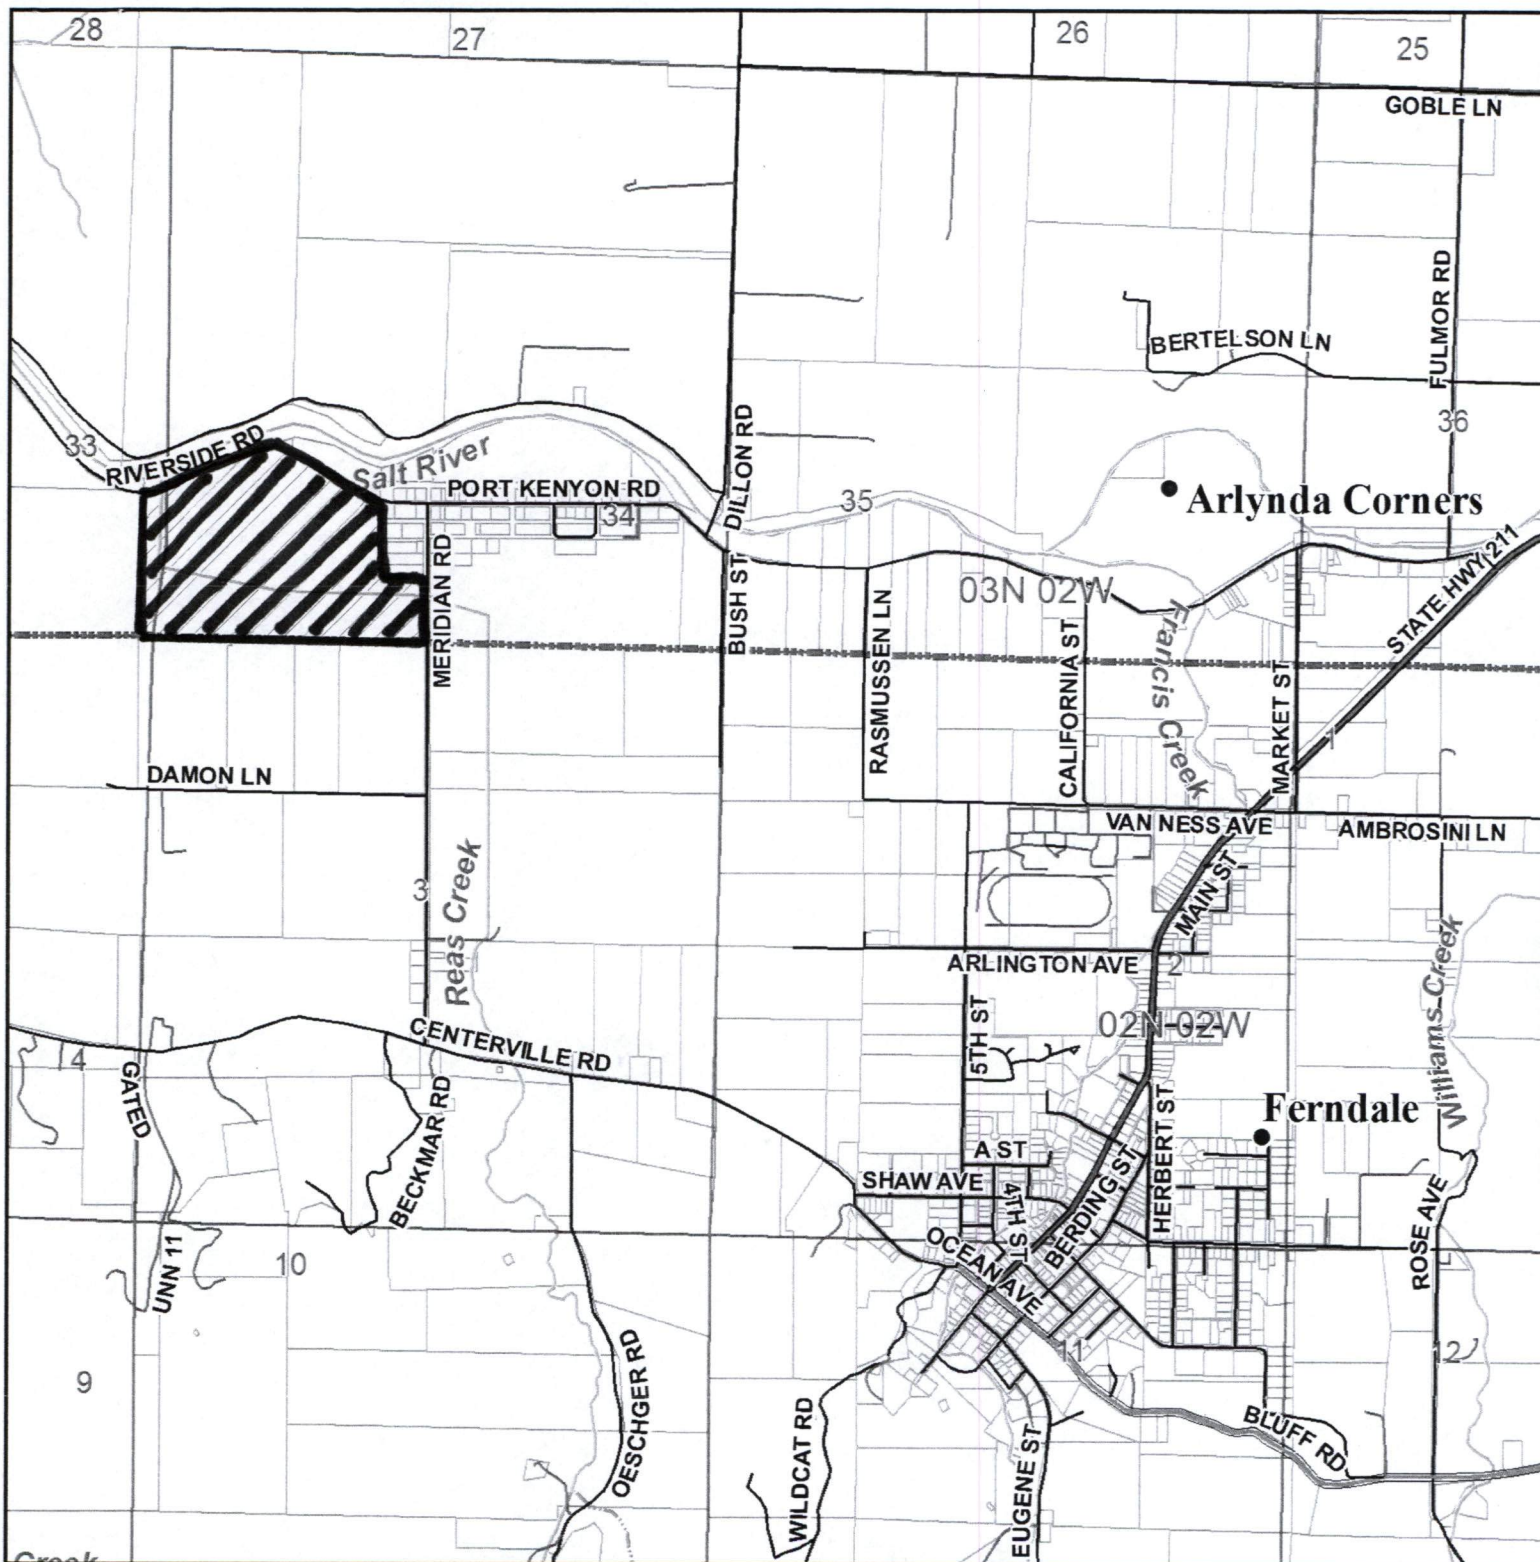 28
27
26
25
GOBLE LN
FULMOR RD
BERTELSON LN
36
33
RIVERSIDE RD
Salt River
PORT KENYON RD
34
DILLON RD
35
Arlynda Corners
STATE HWY 211
MERIDIAN RD
BUSH ST
RASMUSSEN LN
03N 02W
CALIFORNIA ST
Francis Creek
MARKET ST
1
DAMON LN
VAN NESS AVE
AMBROSINI LN
MAIN ST
3
Reas Creek
ARLINGTON AVE
2
Williams Creek
5TH ST
02N 02W
CENTERVILLE RD
GATED
BECKMAR RD
Ferndale
HERBERT ST
A ST
SHAW AVE
4TH ST
BERDING ST
OCEAN AVE
ROSE AVE
UNN 11
10
OESCHGER RD
11
12
9
WILDCAT RD
EUGENE ST
BLUFF RD
Creek